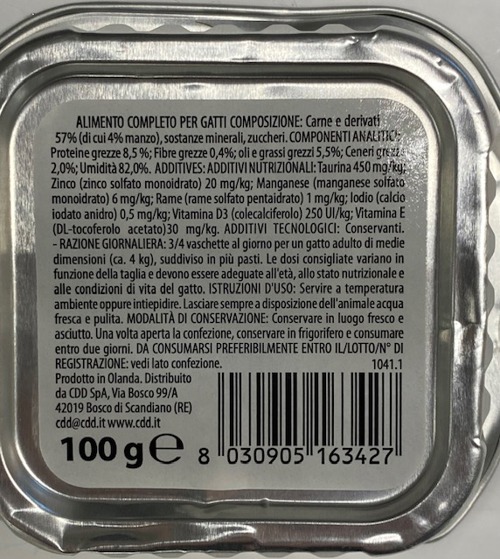 ALIMENTO COMPLETO PER GATTI COMPOSIZIONE: Carne e derivati
57% (di cui 4% manzo), sostanze minerali, zuccheri. COMPONENTI ANALITICI:
Proteine grezze 8,5 %; Fibre grezze 0,4%; oli e grassi grezzi 5,5%; Ceneri grezze
2,0%; Umidità 82,0%. ADDITIVES: ADDITIVI NUTRIZIONALI: Taurina 450 mg/kg;
Zinco (zinco solfato monoidrato) 20 mg/kg; Manganese (manganese solfato
monoidrato) 6 mg/kg; Rame (rame solfato pentaidrato) 1 mg/kg; Iodio (calcio
iodato anidro) 0,5 mg/kg; Vitamina D3 (colecalciferolo) 250 UI/kg; Vitamina E
(DL-tocoferolo acetato)30 mg/kg. ADDITIVI TECNOLOGICI: Conservanti.
- RAZIONE GIORNALIERA: 3/4 vaschette al giorno per un gatto adulto di medie
dimensioni (ca. 4 kg), suddiviso in più pasti. Le dosi consigliate variano in
funzione della taglia e devono essere adeguate all'età, allo stato nutrizionale e
alle condizioni di vita del gatto. ISTRUZIONI D'USO: Servire a temperatura
ambiente oppure intiepidire. Lasciare sempre a disposizione dell'animale acqua
fresca e pulita. MODALITÀ DI CONSERVAZIONE: Conservare in luogo fresco e
asciutto. Una volta aperta la confezione, conservare in frigorifero e consumare
entro due giorni. DA CONSUMARSI PREFERIBILMENTE ENTRO IL/LOTTO/N° DI
REGISTRAZIONE: vedi lato confezione. 1041.1
Prodotto in Olanda. Distribuito
da CDD SpA, Via Bosco 99/A
42019 Bosco di Scandiano (RE)
cdd@cdd.it www.cdd.it
100 g e
8 030905 163427